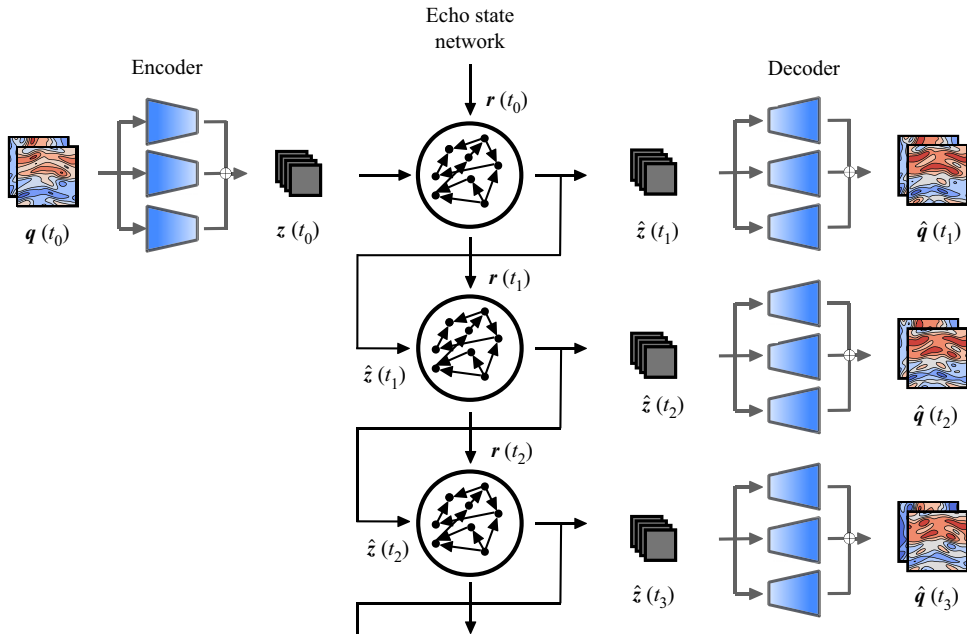 Echo state
network
Encoder
Decoder
r (t₀)
q (t₀)
z (t₀)
ẑ (t₁)
q̂ (t₁)
r (t₁)
ẑ (t₁)
ẑ (t₂)
q̂ (t₂)
r (t₂)
ẑ (t₂)
ẑ (t₃)
q̂ (t₃)